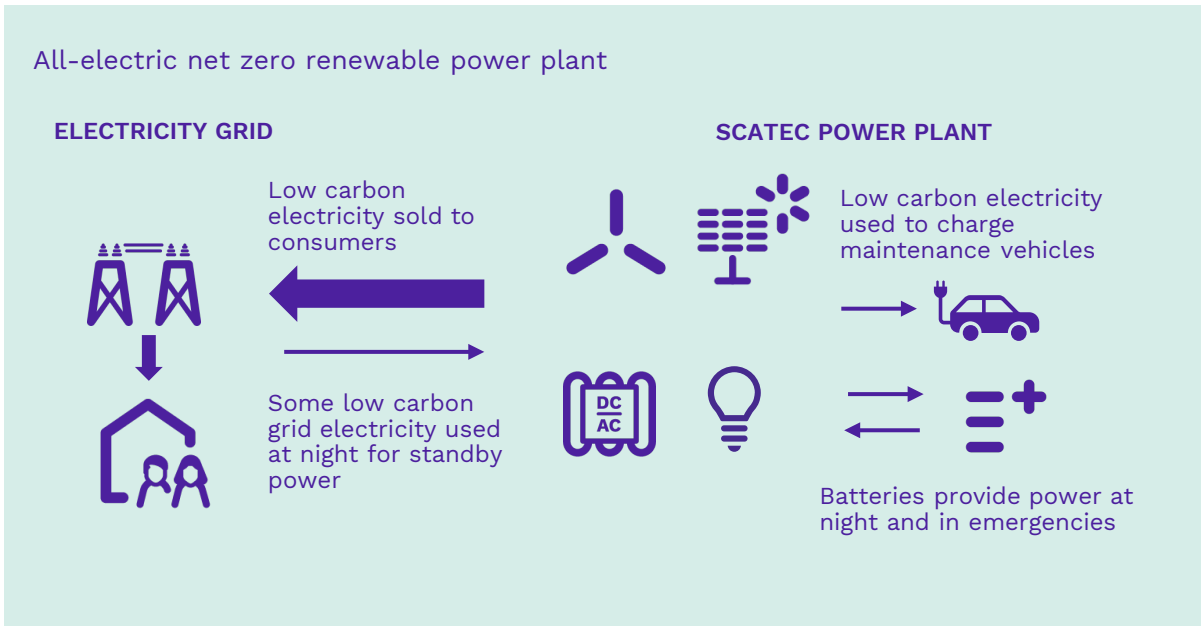 All-electric net zero renewable power plant
ELECTRICITY GRID
SCATEC POWER PLANT
Low carbon
electricity sold to
consumers
Low carbon electricity
used to charge
maintenance vehicles
Some low carbon
grid electricity used
at night for standby
power
DC
AC
Batteries provide power at
night and in emergencies